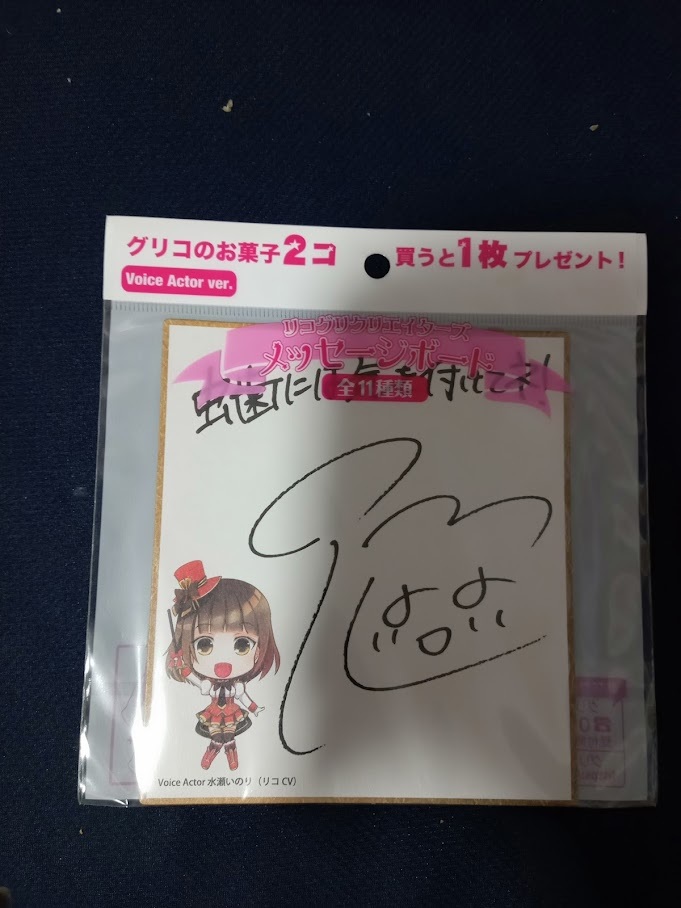 グリコのお菓子2コ 買うと1枚プレゼント!
Voice Actor ver.
リコグリクリエイターズ
メッセージボード
全11種類
虫歯には気を付けてネ!
Voice Actor 水瀬いのり(リコ CV)